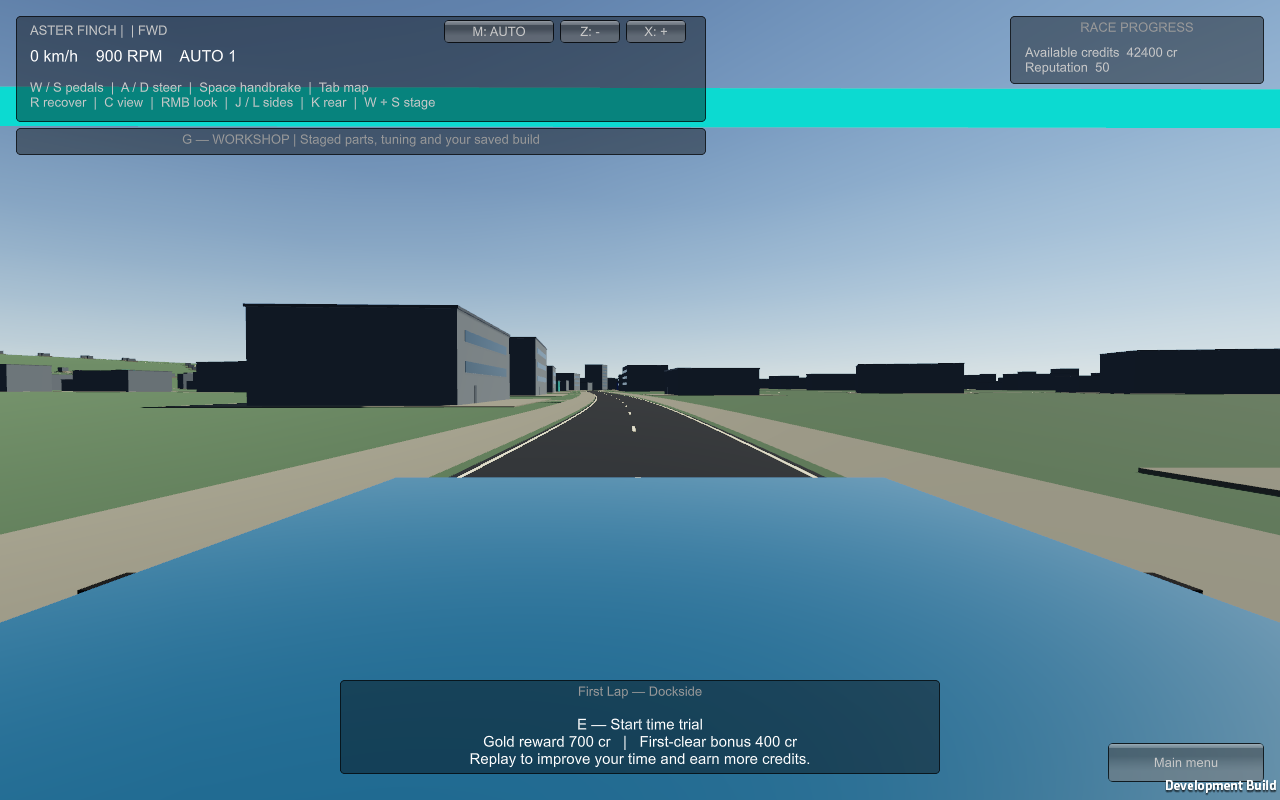 ASTER FINCH | | FWD
M: AUTO
Z: -
X: +
0 km/h 900 RPM AUTO 1
W / S pedals | A / D steer | Space handbrake | Tab map
R recover | C view | RMB look | J / L sides | K rear | W + S stage
G — WORKSHOP | Staged parts, tuning and your saved build
RACE PROGRESS
Available credits 42400 cr
Reputation 50
First Lap — Dockside
E — Start time trial
Gold reward 700 cr | First-clear bonus 400 cr
Replay to improve your time and earn more credits.
Main menu
Development Build